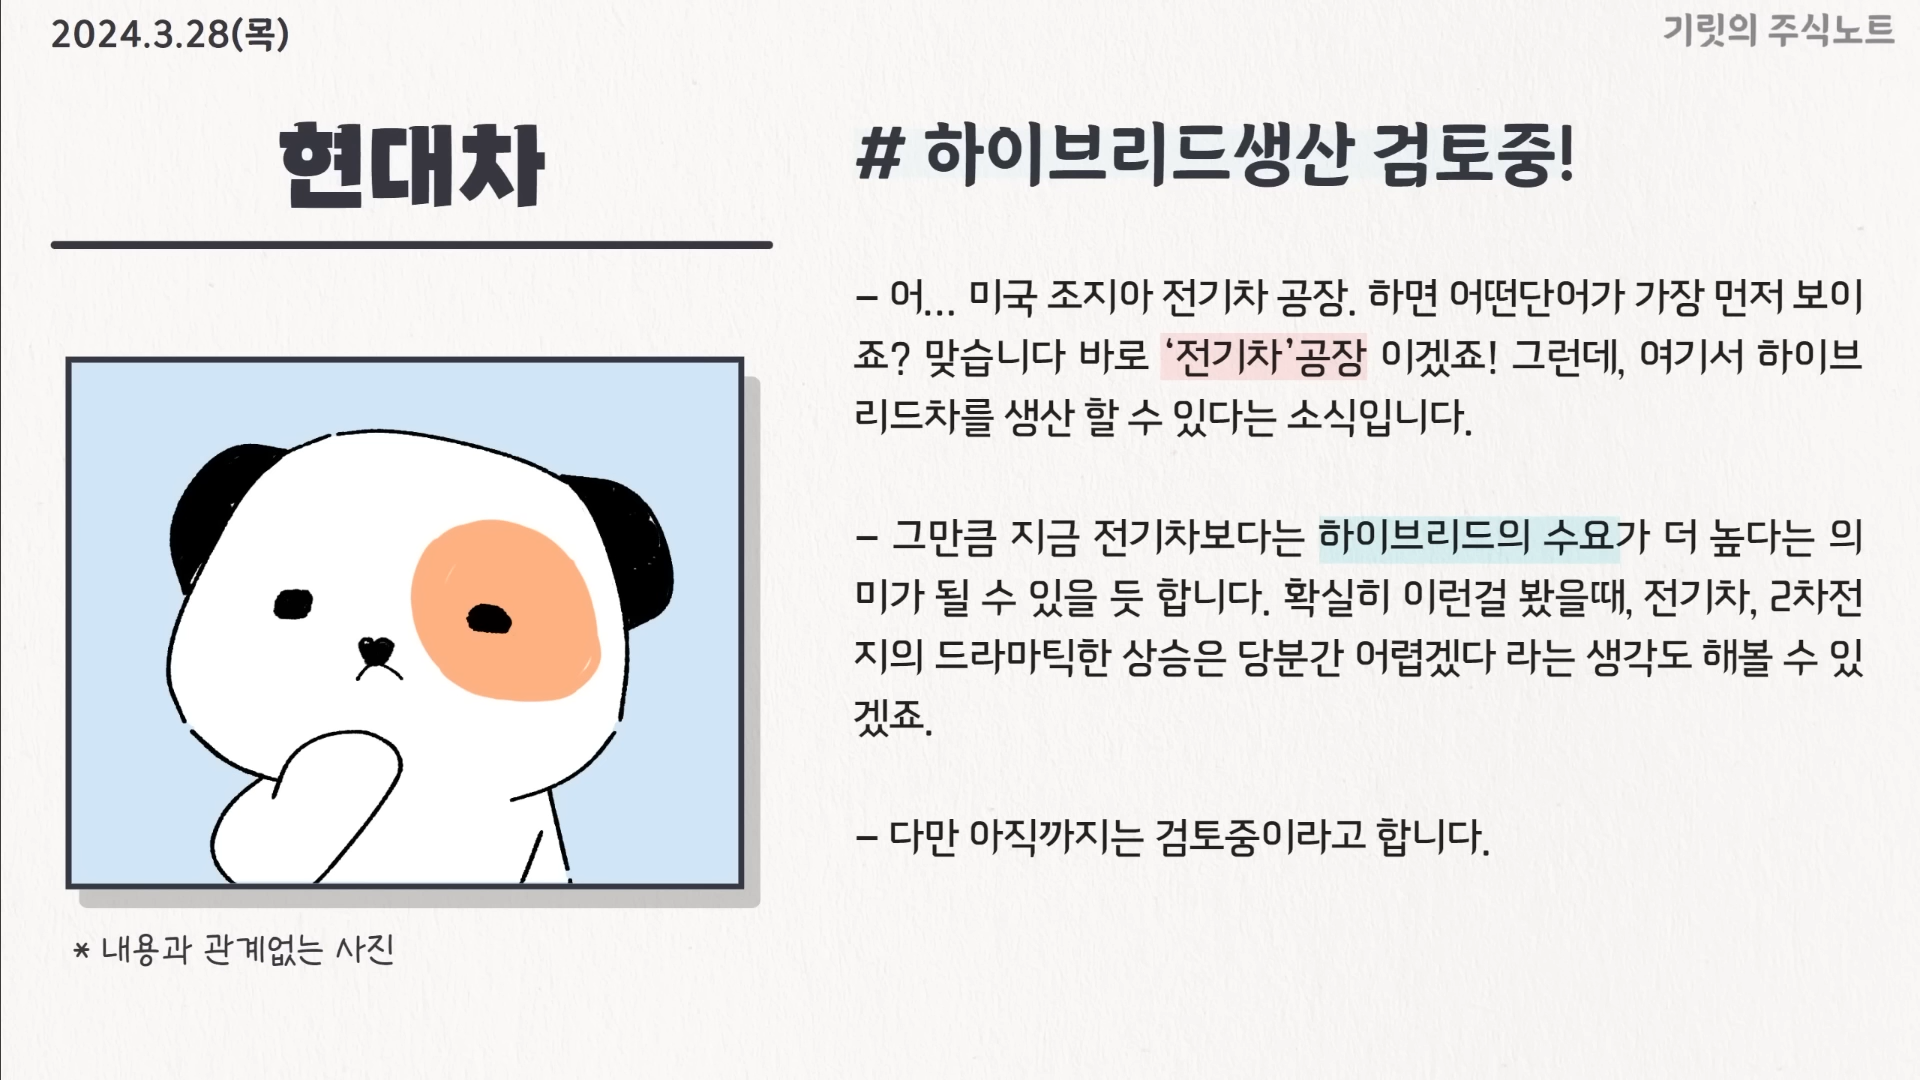 2024.3.28(목)
기릿의 주식노트
현대차
# 하이브리드생산 검토중!
– 어... 미국 조지아 전기차 공장. 하면 어떤단어가 가장 먼저 보이
죠? 맞습니다 바로 ‘전기차’공장 이겠죠! 그런데, 여기서 하이브
리드차를 생산 할 수 있다는 소식입니다.
– 그만큼 지금 전기차보다는 하이브리드의 수요가 더 높다는 의
미가 될 수 있을 듯 합니다. 확실히 이런걸 봤을때, 전기차, 2차전
지의 드라마틱한 상승은 당분간 어렵겠다 라는 생각도 해볼 수 있
겠죠.
– 다만 아직까지는 검토중이라고 합니다.
* 내용과 관계없는 사진